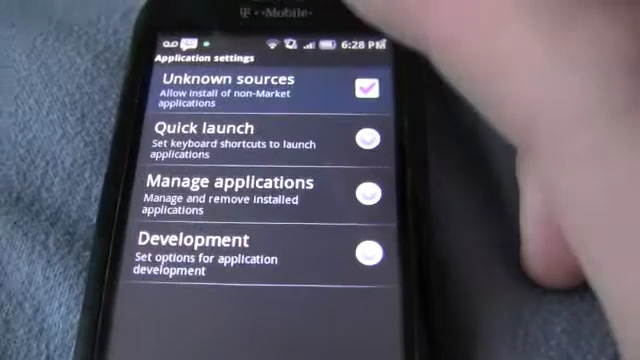 T··Mobile·
6:28 PM
Application settings
Unknown sources
Allow install of non-Market
applications
Quick launch
Set keyboard shortcuts to launch
applications
Manage applications
Manage and remove installed
applications
Development
Set options for application
development